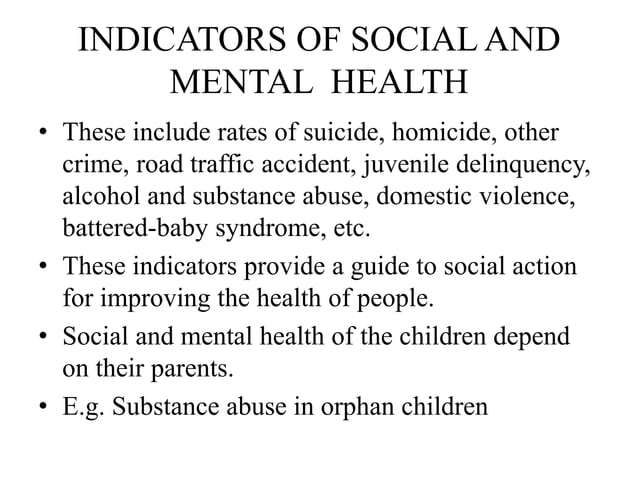 INDICATORS OF SOCIAL AND
MENTAL  HEALTH
• These include rates of suicide, homicide, other
crime, road traffic accident, juvenile delinquency,
alcohol and substance abuse, domestic violence,
battered-baby syndrome, etc.
• These indicators provide a guide to social action
for improving the health of people.
• Social and mental health of the children depend
on their parents.
• E.g. Substance abuse in orphan children